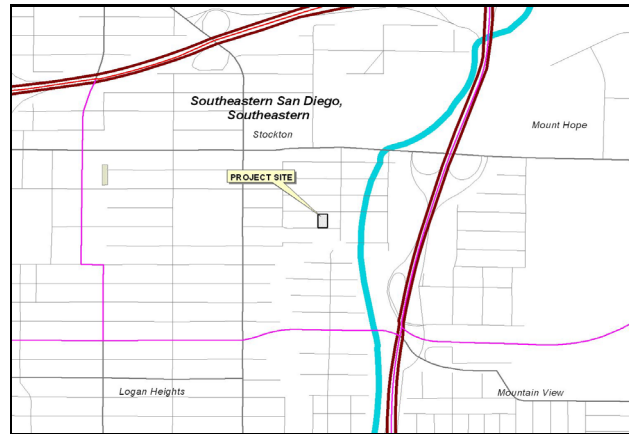 Southeastern San Diego,
Southeastern
Stockton
Mount Hope
PROJECT SITE
Logan Heights
Mountain View